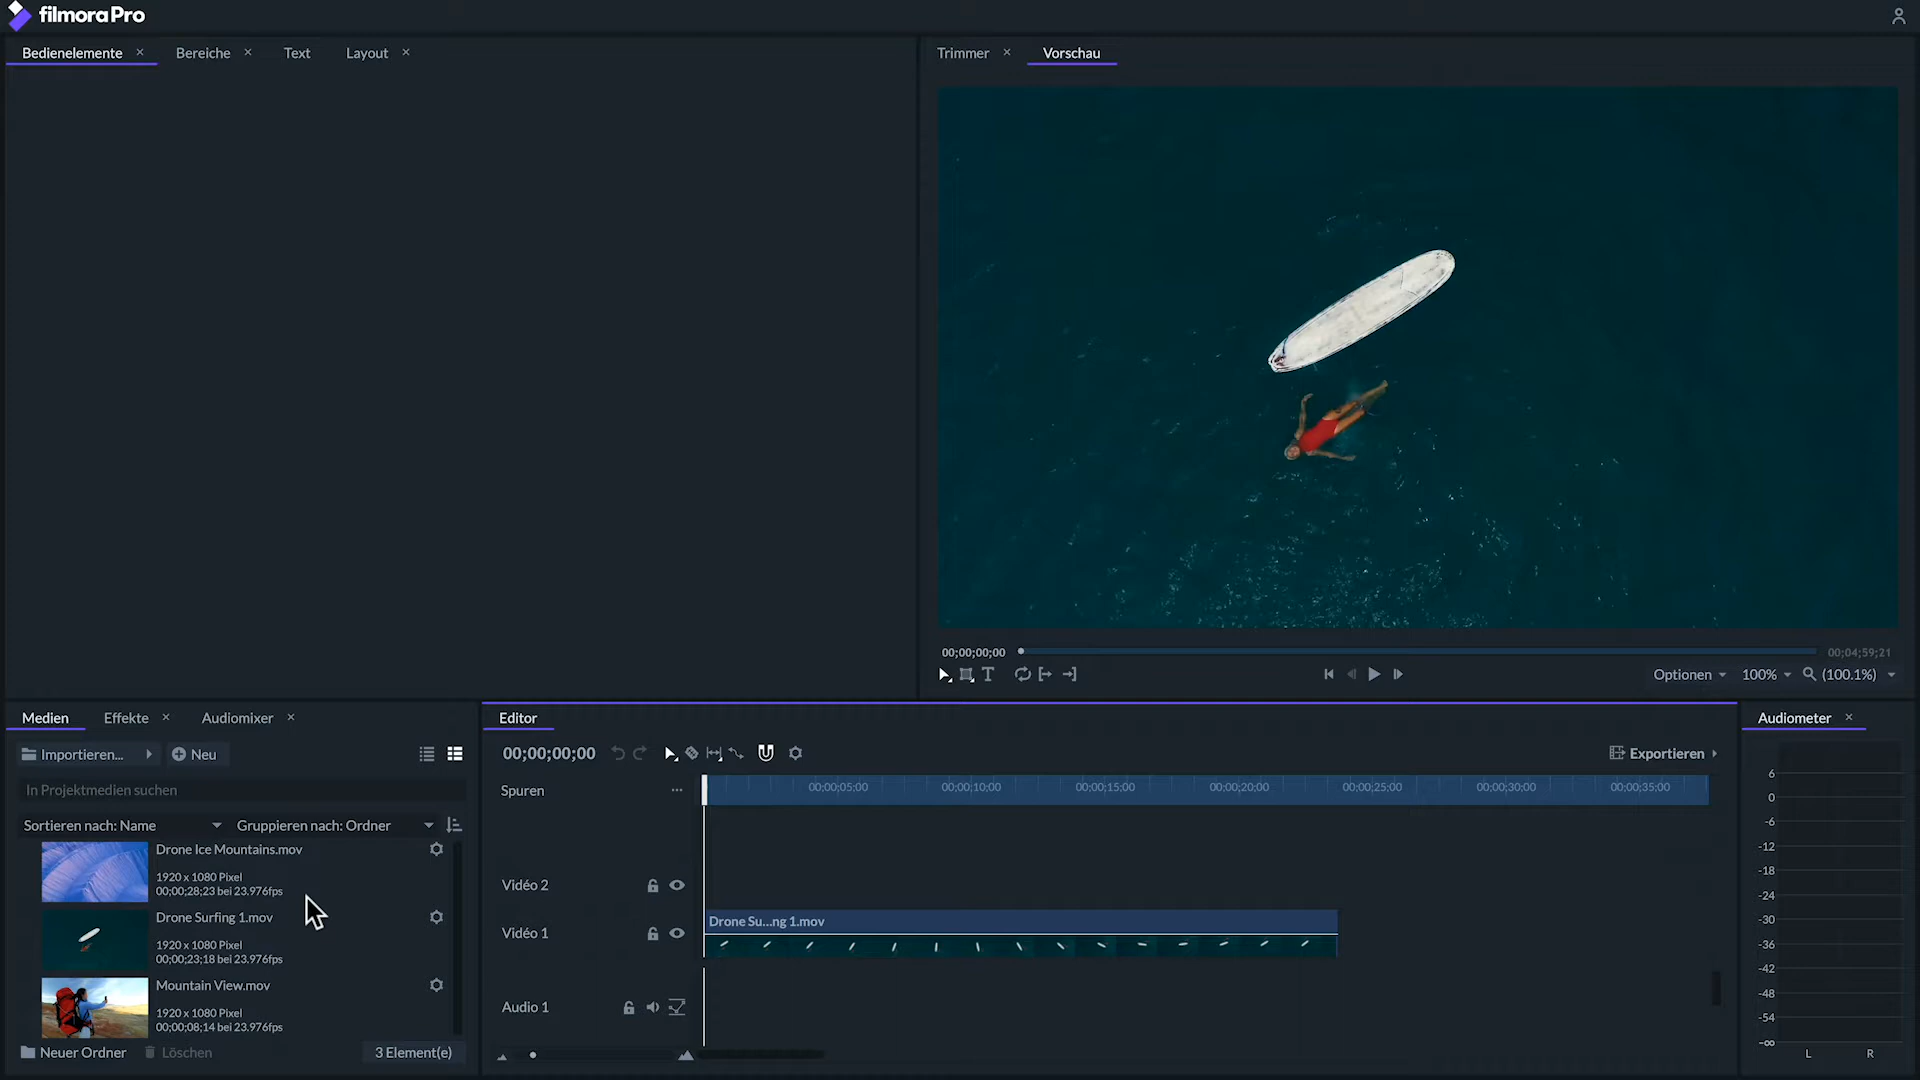 filmoraPro
Bedienelemente × Bereiche × Text Layout ×
Trimmer × Vorschau
00;00;00;00 00;04;59;21
Optionen 100% (100.1%)
Medien Effekte × Audiomixer ×
Importieren... Neu
In Projektmedien suchen
Sortieren nach: Name Gruppieren nach: Ordner
Drone Ice Mountains.mov
1920 x 1080 Pixel
00;00;28;23 bei 23.976fps
Drone Surfing 1.mov
1920 x 1080 Pixel
00;00;23;18 bei 23.976fps
Mountain View.mov
1920 x 1080 Pixel
00;00;08;14 bei 23.976fps
Neuer Ordner Löschen 3 Element(e)
Editor
00;00;00;00 Exportieren
Spuren ... 00;00;05;00 00;00;10;00 00;00;15;00 00;00;20;00 00;00;25;00 00;00;30;00 00;00;35;00
Vidéo 2
Drone Su...ng 1.mov
Vidéo 1
Audio 1
Audiometer ×
6
0
-6
-12
-18
-24
-30
-36
-42
-48
-54
-∞
L R